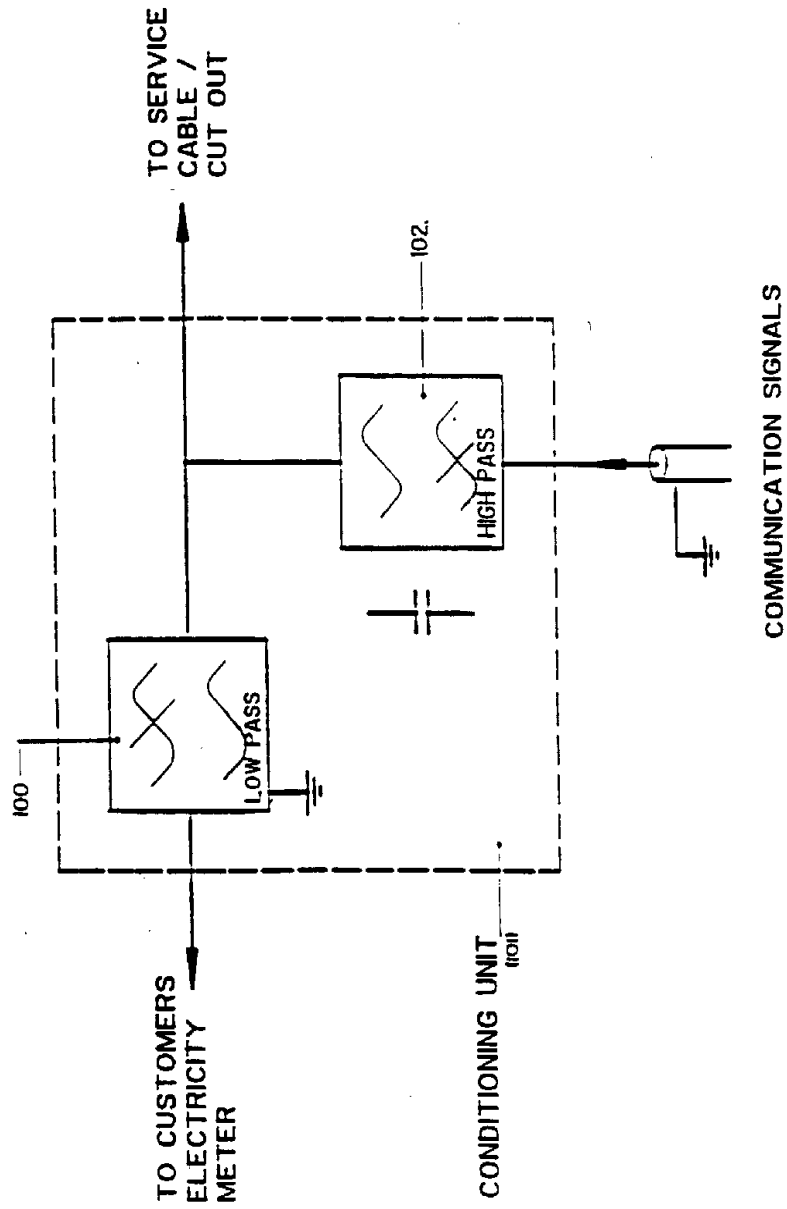 100
TO CUSTOMERS
ELECTRICITY
METER
TO SERVICE
CABLE /
CUT OUT
LOW PASS
102.
HIGH PASS
CONDITIONING UNIT
COMMUNICATION SIGNALS